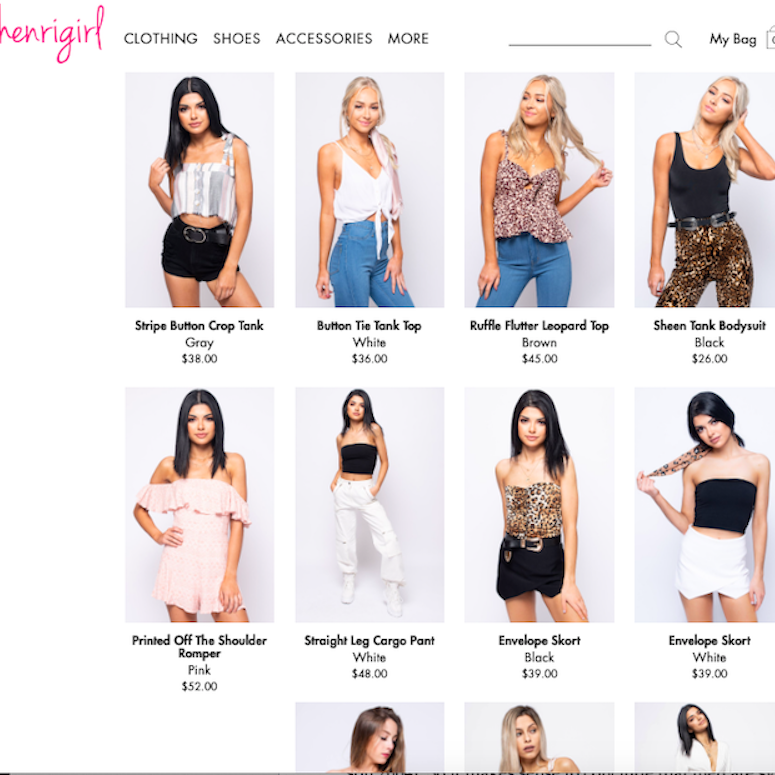 henrigirl
CLOTHING SHOES ACCESSORIES MORE
My Bag
Stripe Button Crop Tank
Gray
$38.00
Button Tie Tank Top
White
$36.00
Ruffle Flutter Leopard Top
Brown
$45.00
Sheen Tank Bodysuit
Black
$26.00
Printed Off The Shoulder
Romper
Pink
$52.00
Straight Leg Cargo Pant
White
$48.00
Envelope Skort
Black
$39.00
Envelope Skort
White
$39.00